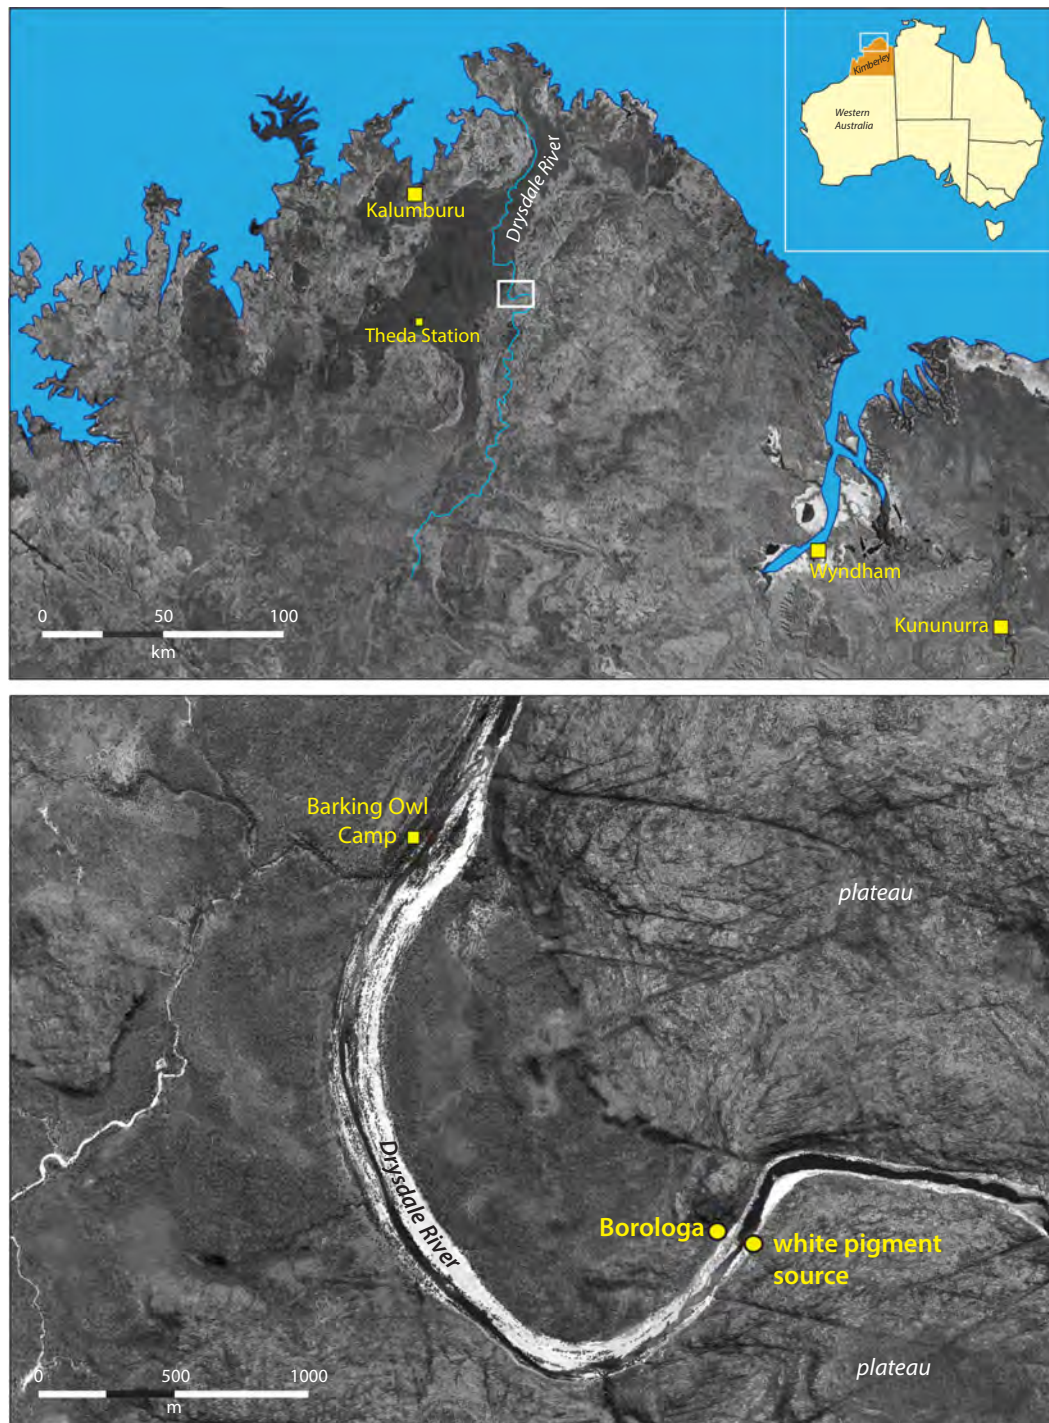 Kimberley
Western
Australia
Drysdale River
Kalumburu
Theda Station
Wyndham
Kununurra
0 50 100
km
Barking Owl
Camp
plateau
Drysdale River
Borologa
white pigment
source
plateau
0 500 1000
m